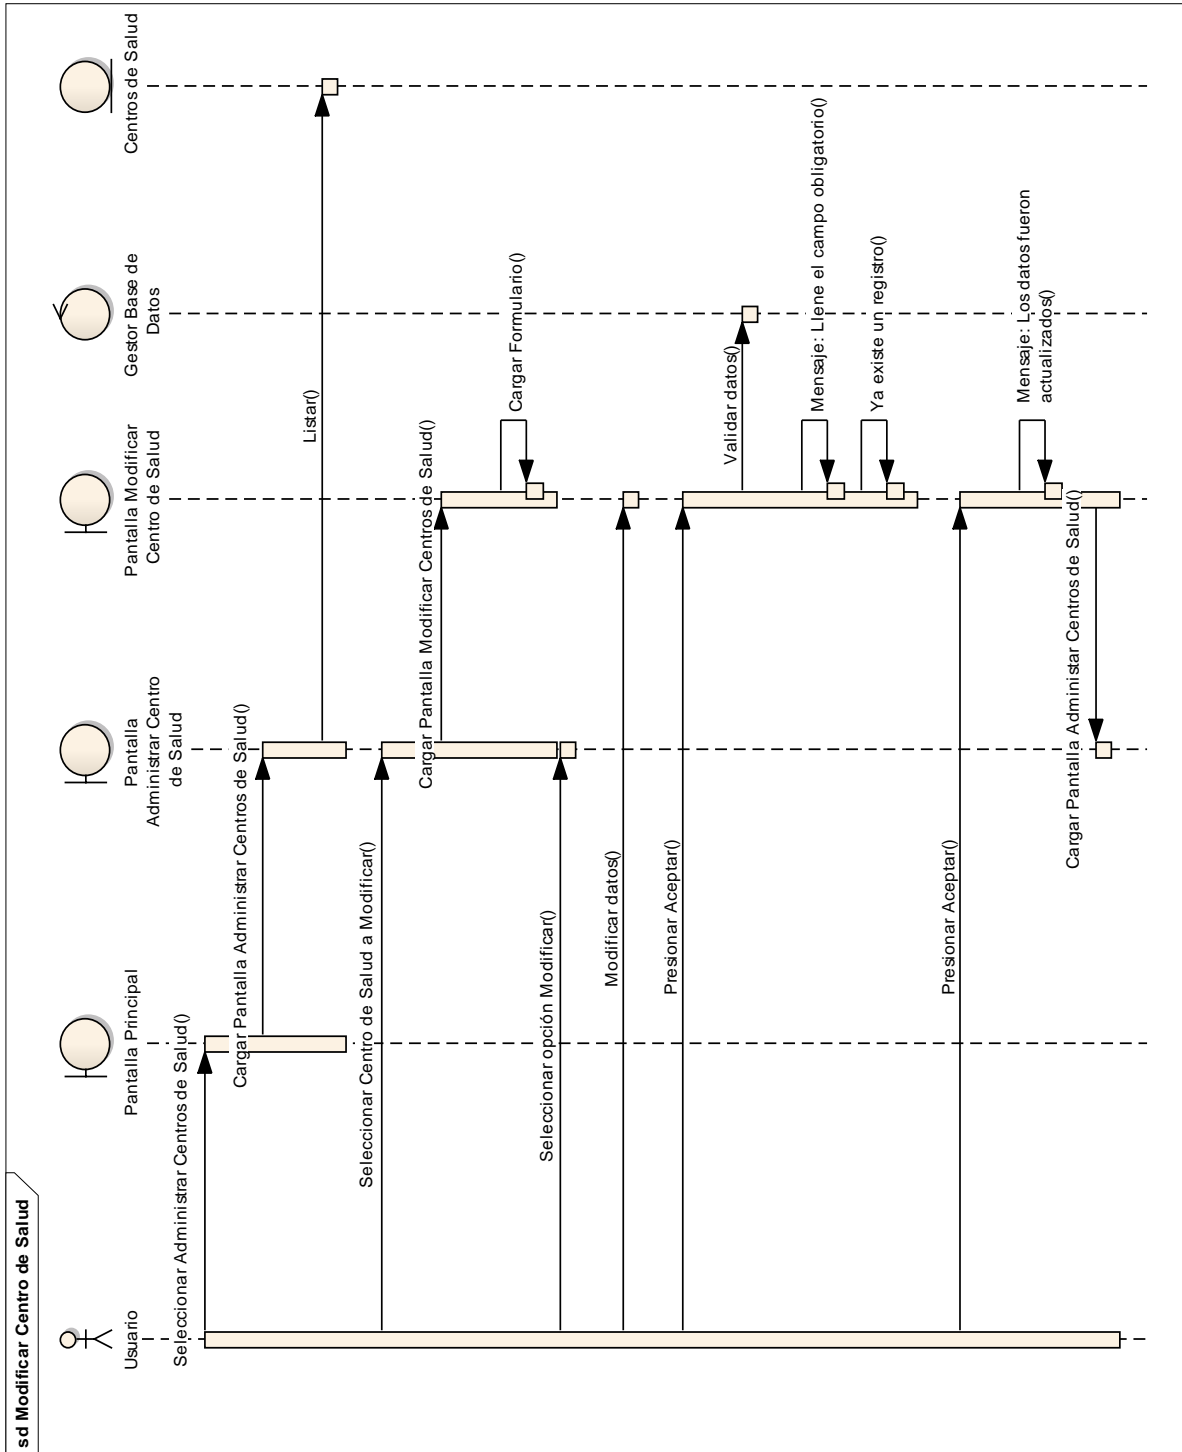 sd Modificar Centro de Salud
Usuario
Pantalla Principal
Pantalla
Administrar Centro
de Salud
Pantalla Modificar
Centro de Salud
Gestor Base de
Datos
Centros de Salud
Seleccionar Administrar Centros de Salud()
Cargar Pantalla Administrar Centros de Salud()
Listar()
Seleccionar Centro de Salud a Modificar()
Cargar Pantalla Modificar Centros de Salud()
Cargar Formulario()
Seleccionar opción Modificar()
Modificar datos()
Presionar Aceptar()
Validar datos()
Mensaje: Llene el campo obligatorio()
Ya existe un registro()
Presionar Aceptar()
Mensaje: Los datos fueron
actualizados()
Cargar Pantalla Administar Centros de Salud()